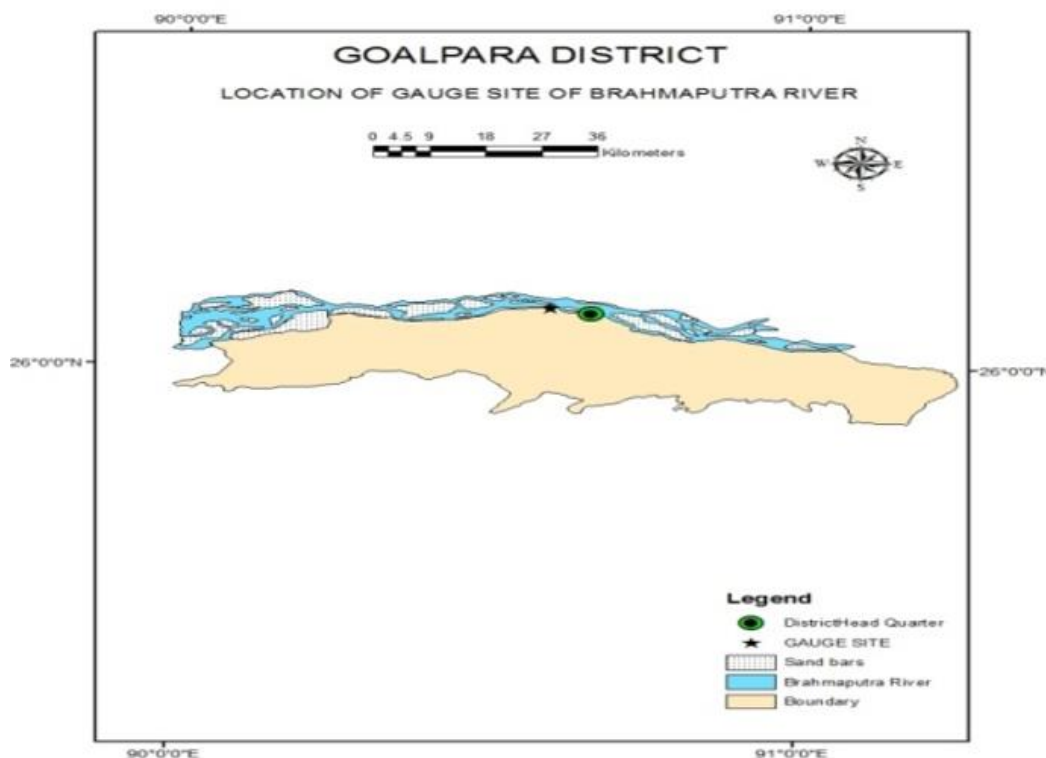 90°0'0"E 91°0'0"E
GOALPARA DISTRICT
LOCATION OF GAUGE SITE OF BRAHMAPUTRA RIVER
0 4.5 9 18 27 36
Kilometers
N
W E
S
26°0'0"N 26°0'0"N
Legend
DistrictHead Quarter
GAUGE SITE
Sand bars
Brahmaputra River
Boundary
90°0'0"E 91°0'0"E